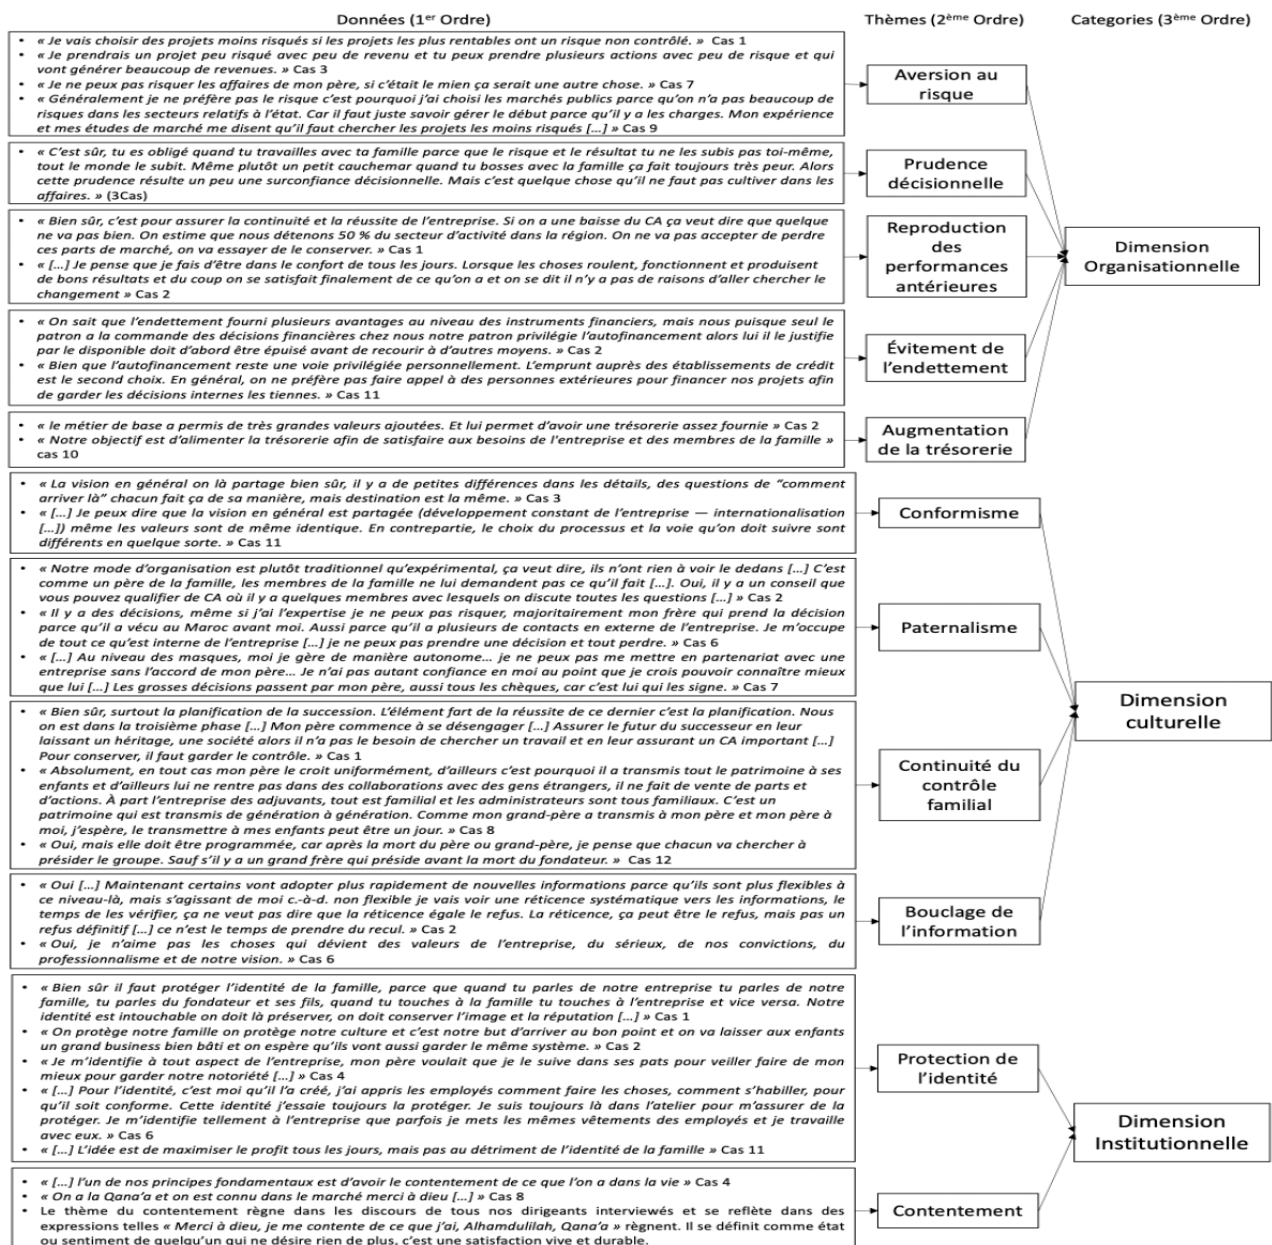 Données (1er Ordre)
Thèmes (2ème Ordre)
Categories (3ème Ordre)
• « Je vais choisir des projets moins risqués si les projets les plus rentables ont un risque non contrôlé. » Cas 1
• « Je prendrais un projet peu risqué avec peu de revenu et tu peux prendre plusieurs actions avec peu de risque et qui
vont générer beaucoup de revenues. » Cas 3
• « Je ne peux pas risquer les affaires de mon père, si c'était le mien ça serait une autre chose. » Cas 7
• « Généralement je ne préfère pas le risque c'est pourquoi j'ai choisi les marchés publics parce qu'on n'a pas beaucoup de
risques dans les secteurs relatifs à l'état. Car il faut juste savoir gérer le début parce qu'il y a les charges. Mon expérience
et mes études de marché me disent qu'il faut chercher les projets les moins risqués […] » Cas 9
Aversion au
risque
• « C'est sûr, tu es obligé quand tu travailles avec ta famille parce que le risque et le résultat tu ne les subis pas toi-même,
tout le monde le subit. Même plutôt un petit cauchemar quand tu bosses avec la famille ça fait toujours très peur. Alors
cette prudence résulte un peu une surconfiance décisionnelle. Mais c'est quelque chose qu'il ne faut pas cultiver dans les
affaires. » (3Cas)
Prudence
décisionnelle
• « Bien sûr, c'est pour assurer la continuité et la réussite de l'entreprise. Si on a une baisse du CA ça veut dire que quelque
ne va pas bien. On estime que nous détenons 50 % du secteur d'activité dans la région. On ne va pas accepter de perdre
ces parts de marché, on va essayer de le conserver. » Cas 1
• « […] Je pense que je fais d'être dans le confort de tous les jours. Lorsque les choses roulent, fonctionnent et produisent
de bons résultats et du coup on se satisfait finalement de ce qu'on a et on se dit il n'y a pas de raisons d'aller chercher le
changement » Cas 2
Reproduction
des
performances
antérieures
Dimension
Organisationnelle
• « On sait que l'endettement fourni plusieurs avantages au niveau des instruments financiers, mais nous puisque seul le
patron a la commande des décisions financières chez nous notre patron privilégie l'autofinancement alors lui il le justifie
par le disponible doit d'abord être épuisé avant de recourir à d'autres moyens. » Cas 2
• « Bien que l'autofinancement reste une voie privilégiée personnellement. L'emprunt auprès des établissements de crédit
est le second choix. En général, on ne préfère pas faire appel à des personnes extérieures pour financer nos projets afin
de garder les décisions internes les tiennes. » Cas 11
Évitement de
l'endettement
• « le métier de base a permis de très grandes valeurs ajoutées. Et lui permet d'avoir une trésorerie assez fournie » Cas 2
• « Notre objectif est d'alimenter la trésorerie afin de satisfaire aux besoins de l'entreprise et des membres de la famille »
cas 10
Augmentation
de la trésorerie
• « La vision en général on là partage bien sûr, il y a de petites différences dans les détails, des questions de “comment
arriver là” chacun fait ça de sa manière, mais destination est la même. » Cas 3
• « […] Je peux dire que la vision en général est partagée (développement constant de l'entreprise — internationalisation
[…]) même les valeurs sont de même identique. En contrepartie, le choix du processus et la voie qu'on doit suivre sont
différents en quelque sorte. » Cas 11
Conformisme
• « Notre mode d'organisation est plutôt traditionnel qu'expérimental, ça veut dire, ils n'ont rien à voir le dedans […] C'est
comme un père de la famille, les membres de la famille ne lui demandent pas ce qu'il fait […]. Oui, il y a un conseil que
vous pouvez qualifier de CA où il y a quelques membres avec lesquels on discute toutes les questions […] » Cas 2
• « Il y a des décisions, même si j'ai l'expertise je ne peux pas risquer, majoritairement mon frère qui prend la décision
parce qu'il a vécu au Maroc avant moi. Aussi parce qu'il a plusieurs de contacts en externe de l'entreprise. Je m'occupe
de tout ce qu'est interne de l'entreprise […] je ne peux pas prendre une décision et tout perdre. » Cas 6
• « […] Au niveau des masques, moi je gère de manière autonome… je ne peux pas me mettre en partenariat avec une
entreprise sans l'accord de mon père… Je n'ai pas autant confiance en moi au point que je crois pouvoir connaître mieux
que lui […] Les grosses décisions passent par mon père, aussi tous les chèques, car c'est lui qui les signe. » Cas 7
Paternalisme
Dimension
culturelle
• « Bien sûr, surtout la planification de la succession. L'élément fart de la réussite de ce dernier c'est la planification. Nous
on est dans la troisième phase […] Mon père commence à se désengager […] Assurer le futur du successeur en leur
laissant un héritage, une société alors il n'a pas le besoin de chercher un travail et en leur assurant un CA important […]
Pour conserver, il faut garder le contrôle. » Cas 1
• « Absolument, en tout cas mon père le croit uniformément, d'ailleurs c'est pourquoi il a transmis tout le patrimoine à ses
enfants et d'ailleurs lui ne rentre pas dans des collaborations avec des gens étrangers, il ne fait de vente de parts et
d'actions. À part l'entreprise des adjuvants, tout est familial et les administrateurs sont tous familiaux. C'est un
patrimoine qui est transmis de génération à génération. Comme mon grand-père a transmis à mon père et mon père à
moi, j'espère, le transmettre à mes enfants peut être un jour. » Cas 8
• « Oui, mais elle doit être programmée, car après la mort du père ou grand-père, je pense que chacun va chercher à
présider le groupe. Sauf s'il y a un grand frère qui préside avant la mort du fondateur. » Cas 12
Continuité du
contrôle
familial
• « Oui […] Maintenant certains vont adopter plus rapidement de nouvelles informations parce qu'ils sont plus flexibles à
ce niveau-là, mais s'agissant de moi c.-à-d. non flexible je vais voir une réticence systématique vers les informations, le
temps de les vérifier, ça ne veut pas dire que la réticence égale le refus. La réticence, ça peut être le refus, mais pas un
refus définitif […] ce n'est le temps de prendre du recul. » Cas 2
• « Oui, je n'aime pas les choses qui dévient des valeurs de l'entreprise, du sérieux, de nos convictions, du
professionnalisme et de notre vision. » Cas 6
Bouclage de
l'information
• « Bien sûr il faut protéger l'identité de la famille, parce que quand tu parles de notre entreprise tu parles de notre
famille, tu parles du fondateur et ses fils, quand tu touches à la famille tu touches à l'entreprise et vice versa. Notre
identité est intouchable on doit là préserver, on doit conserver l'image et la réputation […] » Cas 1
• « On protège notre famille on protège notre culture et c'est notre but d'arriver au bon point et on va laisser aux enfants
un grand business bien bâti et on espère qu'ils vont aussi garder le même système. » Cas 2
• « Je m'identifie à tout aspect de l'entreprise, mon père voulait que je le suive dans ses pats pour veiller faire de mon
mieux pour garder notre notoriété […] » Cas 4
• « […] Pour l'identité, c'est moi qu'il l'a créé, j'ai appris les employés comment faire les choses, comment s'habiller, pour
qu'il soit conforme. Cette identité j'essaie toujours la protéger. Je suis toujours là dans l'atelier pour m'assurer de la
protéger. Je m'identifie tellement à l'entreprise que parfois je mets les mêmes vêtements des employés et je travaille
avec eux. » Cas 6
• « […] L'idée est de maximiser le profit tous les jours, mais pas au détriment de l'identité de la famille » Cas 11
Protection de
l'identité
Dimension
Institutionnelle
• « […] l'un de nos principes fondamentaux est d'avoir le contentement de ce que l'on a dans la vie » Cas 4
• « On a la Qana'a et on est connu dans le marché merci à dieu […] » Cas 8
• Le thème du contentement règne dans les discours de tous nos dirigeants interviewés et se reflète dans des
expressions telles « Merci à dieu, je me contente de ce que j'ai, Alhamdulilah, Qana'a » règnent. Il se définit comme état
ou sentiment de quelqu'un qui ne désire rien de plus, c'est une satisfaction vive et durable.
Contentement